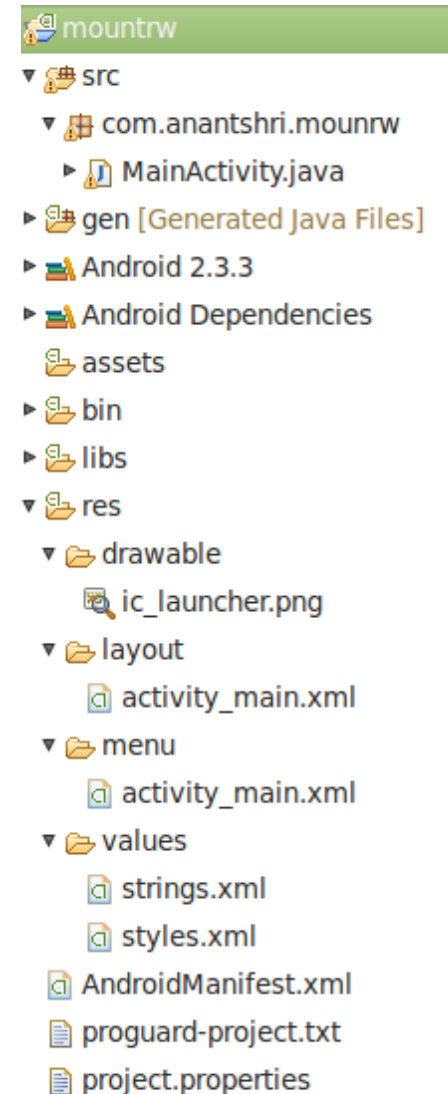 mountrw
src
com.anantshri.mounrw
MainActivity.java
gen [Generated Java Files]
Android 2.3.3
Android Dependencies
assets
bin
libs
res
drawable
ic_launcher.png
layout
activity_main.xml
menu
activity_main.xml
values
strings.xml
styles.xml
AndroidManifest.xml
proguard-project.txt
project.properties